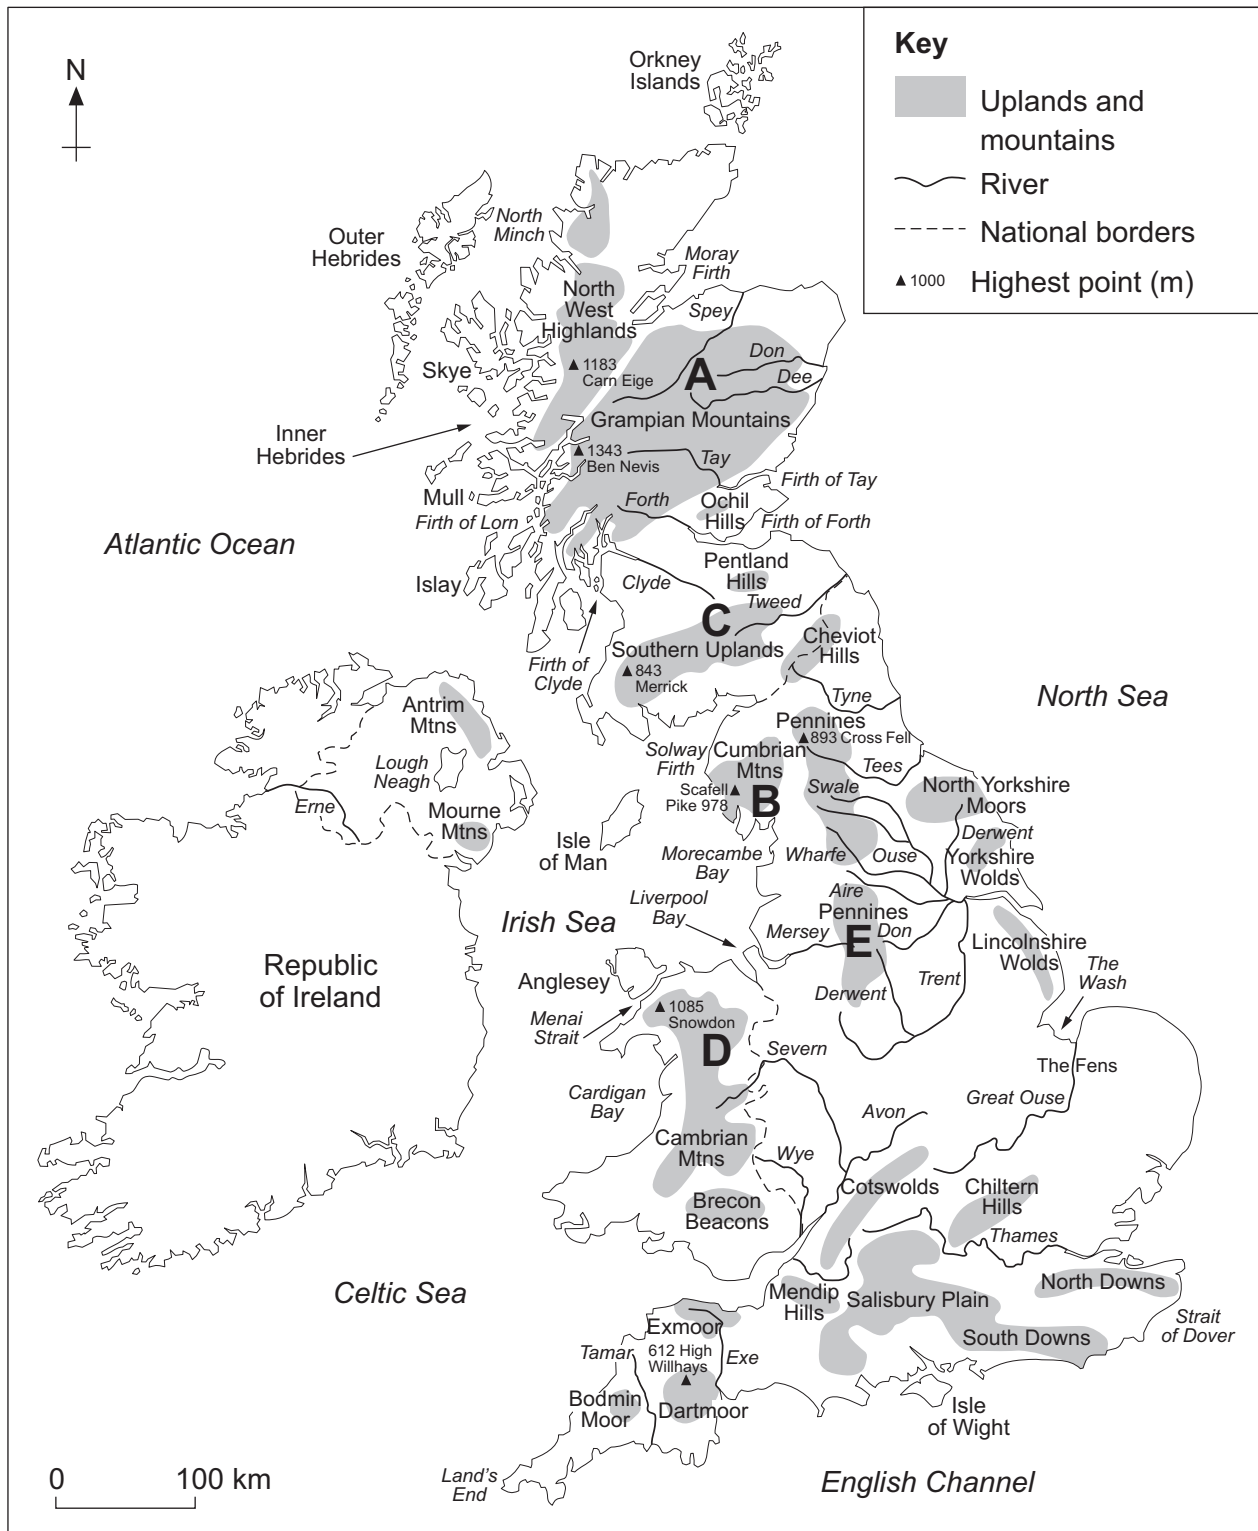 Key
Uplands and
mountains
River
National borders
1000
Highest point (m)
N
Orkney
Islands
Outer
Hebrides
North
Minch
Moray
Firth
North
West
Highlands
Spey
1183
Carn Eige
Skye
A
Don
Dee
Grampian Mountains
Inner
Hebrides
1343
Ben Nevis
Tay
Mull
Firth of Lorn
Forth
Ochil
Hills
Firth of Tay
Firth of Forth
Atlantic Ocean
Islay
Clyde
Pentland
Hills
Tweed
C
Southern Uplands
Cheviot
Hills
Firth of
Clyde
843
Merrick
Tyne
North Sea
Antrim
Mtns
Lough
Neagh
Erne
Mourne
Mtns
Solway
Firth
Pennines
893 Cross Fell
Cumbrian
Mtns
Tees
Scafell
Pike 978
B
Swale
North Yorkshire
Moors
Derwent
Isle
of Man
Morecambe
Bay
Wharfe
Ouse
Yorkshire
Wolds
Liverpool
Bay
Aire
Pennines
Irish Sea
Mersey
E
Don
Lincolnshire
Wolds
The
Wash
Republic
of Ireland
Anglesey
Derwent
Trent
Menai
Strait
1085
Snowdon
D
Severn
The Fens
Cardigan
Bay
Avon
Great Ouse
Cambrian
Mtns
Wye
Cotswolds
Chiltern
Hills
Brecon
Beacons
Thames
Celtic Sea
Mendip
Hills
Salisbury Plain
North Downs
South Downs
Strait
of Dover
Exmoor
Tamar
612 High
Willhays
Exe
Bodmin
Moor
Dartmoor
Isle
of Wight
Land's
End
English Channel
0
100 km